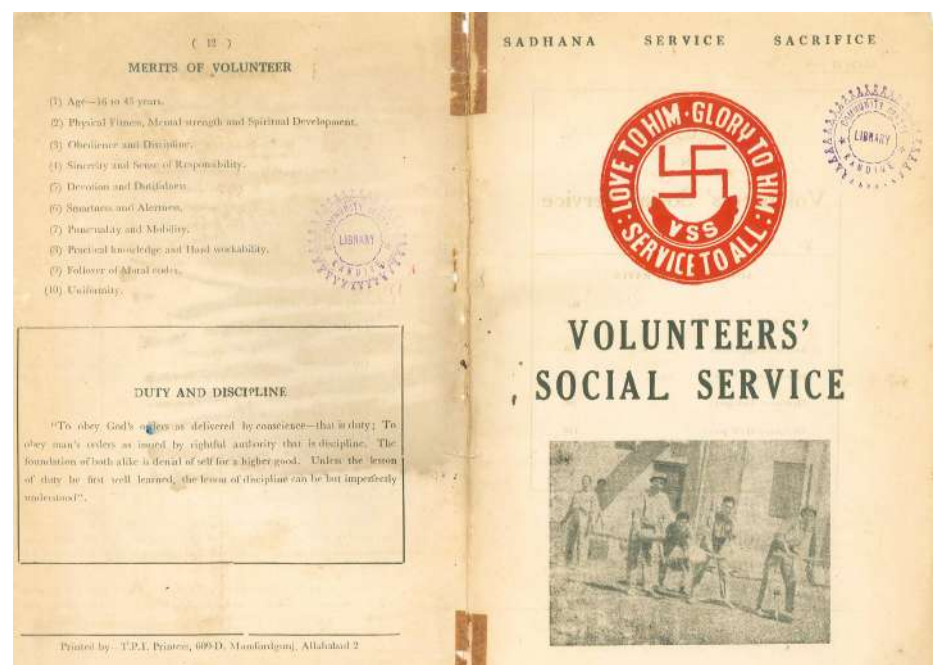 ( 12 )
MERITS OF VOLUNTEER
(1) Age—16 to 45 years.
(2) Physical Fitness, Mental strength and Spiritual Development.
(3) Obedience and Discipline.
(4) Sincerity and Sense of Responsibility.
(5) Devotion and Dutifulness.
(6) Smartness and Alertness.
(7) Punctuality and Mobility.
(8) Practical knowledge and Hard workability.
(9) Follower of Moral codes.
(10) Uniformity.
COMMUNITY
LIBRARY
DUTY AND DISCIPLINE
"To obey God's orders as delivered by conscience—that is duty; To
obey man's orders as issued by rightful authority that is discipline. The
foundation of both alike is denial of self for a higher good. Unless the lesson
of duty be first well learned, the lesson of discipline can be but imperfectly
understood".
Printed by—T.P.I. Printers, 609-D, Mumfordgunj, Allahabad 2
SADHANA SERVICE SACRIFICE
LOVE TO HIM · GLORY TO HIM :
: SERVICE TO ALL :
VSS
COMMUNITY
LIBRARY
VOLUNTEERS'
SOCIAL SERVICE